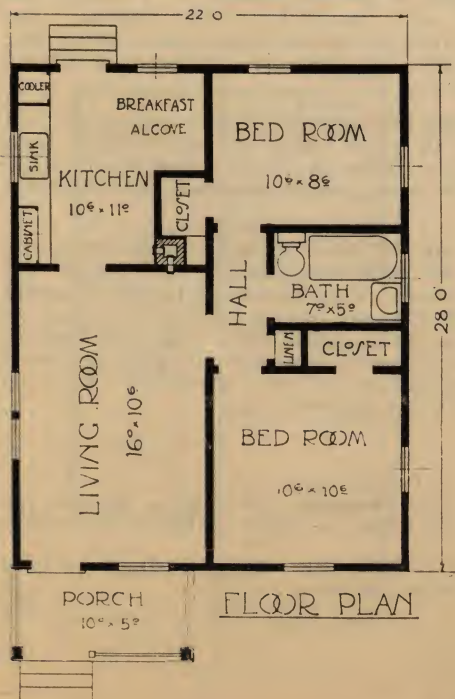 22 0
COOLER
BREAKFAST
ALCOVE
BED ROOM
10⁶ x 8⁶
SINK
KITCHEN
10⁶ x 11⁰
CLOSET
CABINET
HALL
BATH
7⁰ x 5⁰
28 0
LINEN
CLOSET
LIVING ROOM
16⁰ x 10⁶
BED ROOM
10⁶ x 10⁶
PORCH
10⁰ x 5⁰
FLOOR PLAN